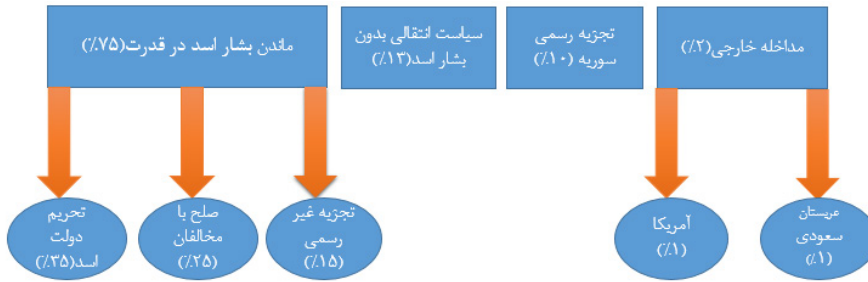 مداخله خارجی(٪۲)
تجزیه رسمی
سوریه (٪۱۰)
سیاست انتقالی بدون
بشار اسد(٪۱۳)
ماندن بشار اسد در قدرت(٪۷۵)
عربستان
سعودی
(٪۱)
آمریکا
(٪۱)
تجزیه غیر
رسمی
(٪۱۵)
صلح با
مخالفان
(٪۲۵)
تحریم
دولت
اسد(٪۳۵)